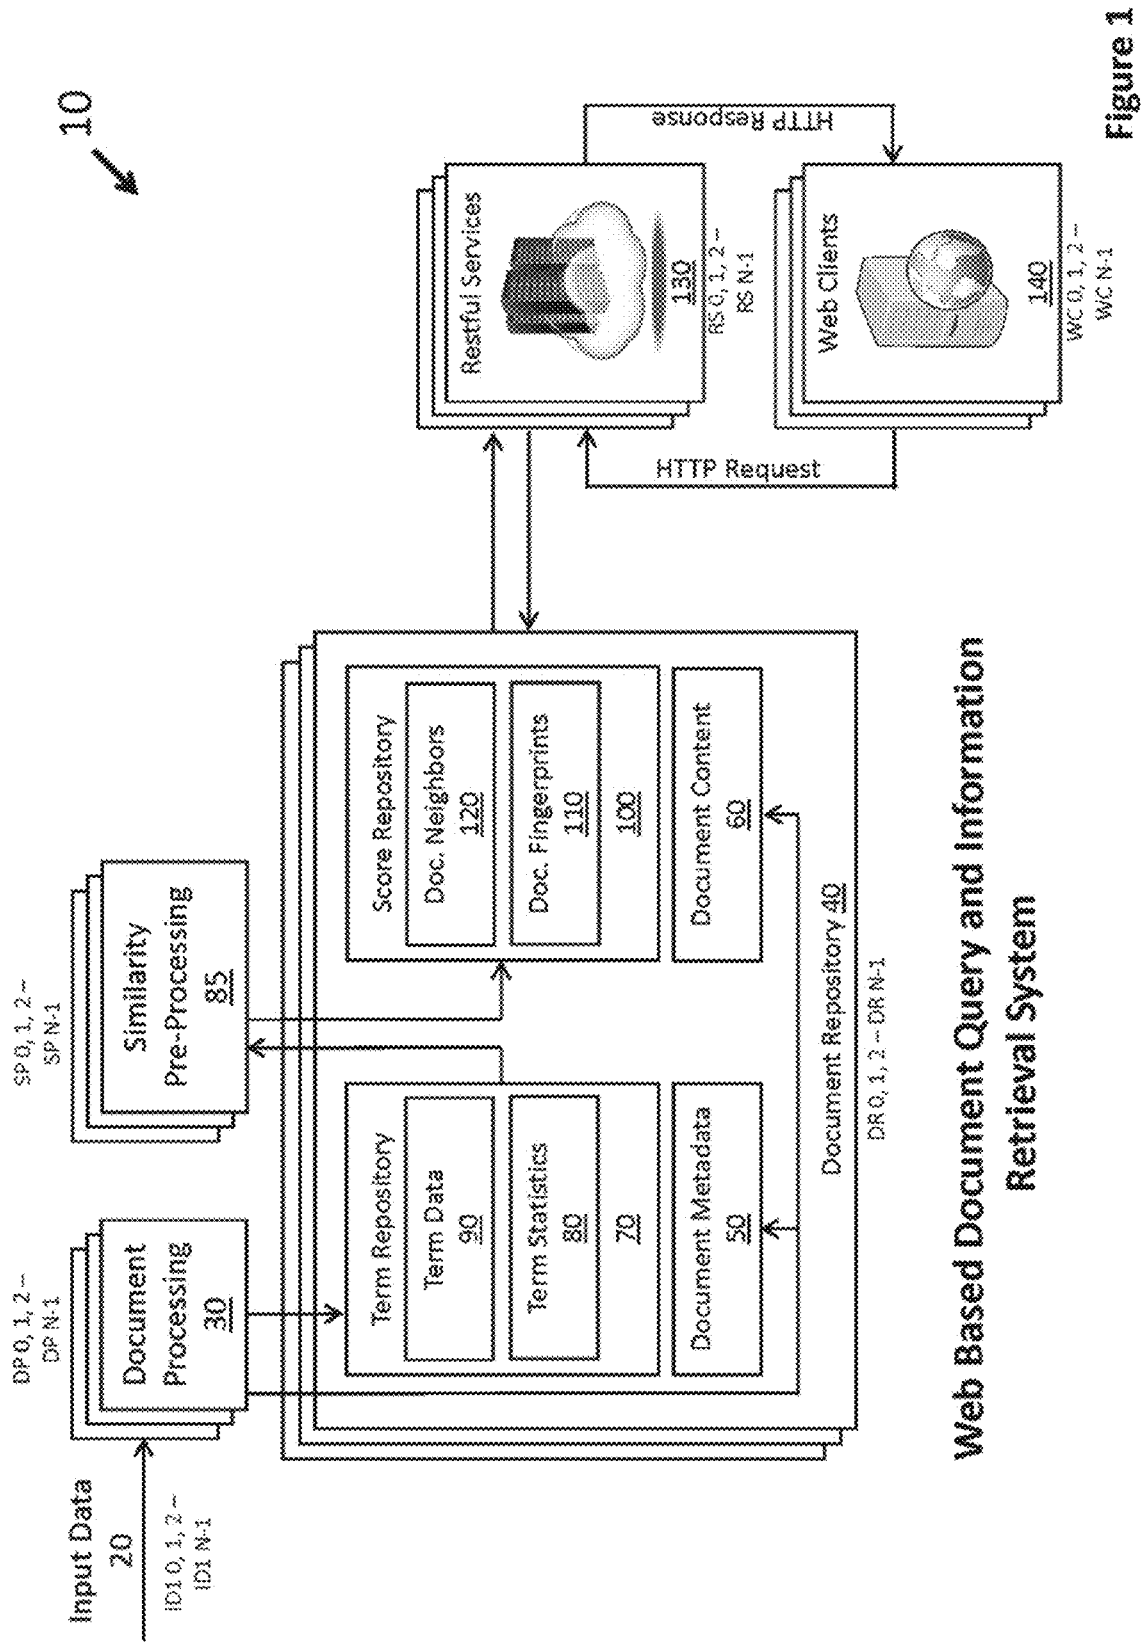 10
Input Data
20
ID1 0, 1, 2 –
ID1 N-1
DP 0, 1, 2 –
DP N-1
Document
Processing
30
SP 0, 1, 2 –
SP N-1
Similarity
Pre-Processing
85
Term Repository
Term Data
90
Term Statistics
80
70
Document Metadata
50
Score Repository
Doc. Neighbors
120
Doc. Fingerprints
110
100
Document Content
60
Document Repository 40
DR 0, 1, 2 – DR N-1
Restful Services
130
RS 0, 1, 2 –
RS N-1
HTTP Request
HTTP Response
Web Clients
140
WC 0, 1, 2 –
WC N-1
Web Based Document Query and Information
Retrieval System
Figure 1